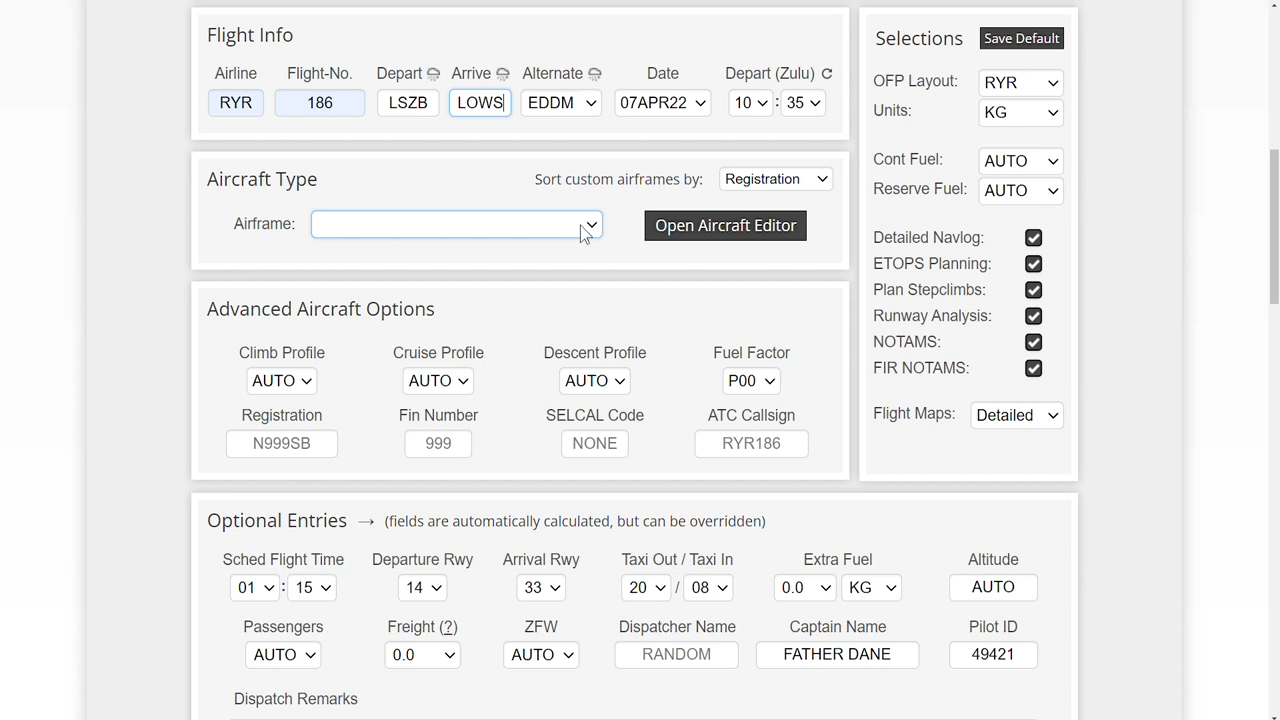 Flight Info
Airline Flight-No. Depart Arrive Alternate Date Depart (Zulu)
RYR 186 LSZB LOWS EDDM 07APR22 10 : 35
Selections Save Default
OFP Layout: RYR
Units: KG
Cont Fuel: AUTO
Reserve Fuel: AUTO
Detailed Navlog:
ETOPS Planning:
Plan Stepclimbs:
Runway Analysis:
NOTAMS:
FIR NOTAMS:
Flight Maps: Detailed
Aircraft Type Sort custom airframes by: Registration
Airframe: Open Aircraft Editor
Advanced Aircraft Options
Climb Profile Cruise Profile Descent Profile Fuel Factor
AUTO AUTO AUTO P00
Registration Fin Number SELCAL Code ATC Callsign
N999SB 999 NONE RYR186
Optional Entries → (fields are automatically calculated, but can be overridden)
Sched Flight Time Departure Rwy Arrival Rwy Taxi Out / Taxi In Extra Fuel Altitude
01 : 15 14 33 20 / 08 0.0 KG AUTO
Passengers Freight (?) ZFW Dispatcher Name Captain Name Pilot ID
AUTO 0.0 AUTO RANDOM FATHER DANE 49421
Dispatch Remarks